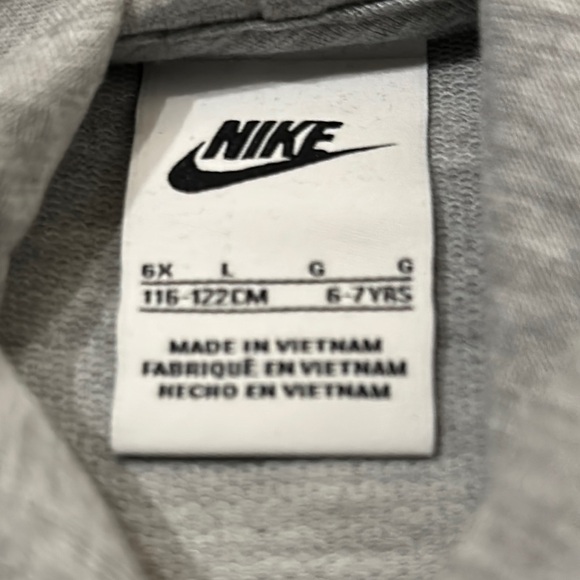 NIKE
6X L G G
116-122CM 6-7YRS
MADE IN VIETNAM
FABRIQUÉ EN VIETNAM
HECHO EN VIETNAM